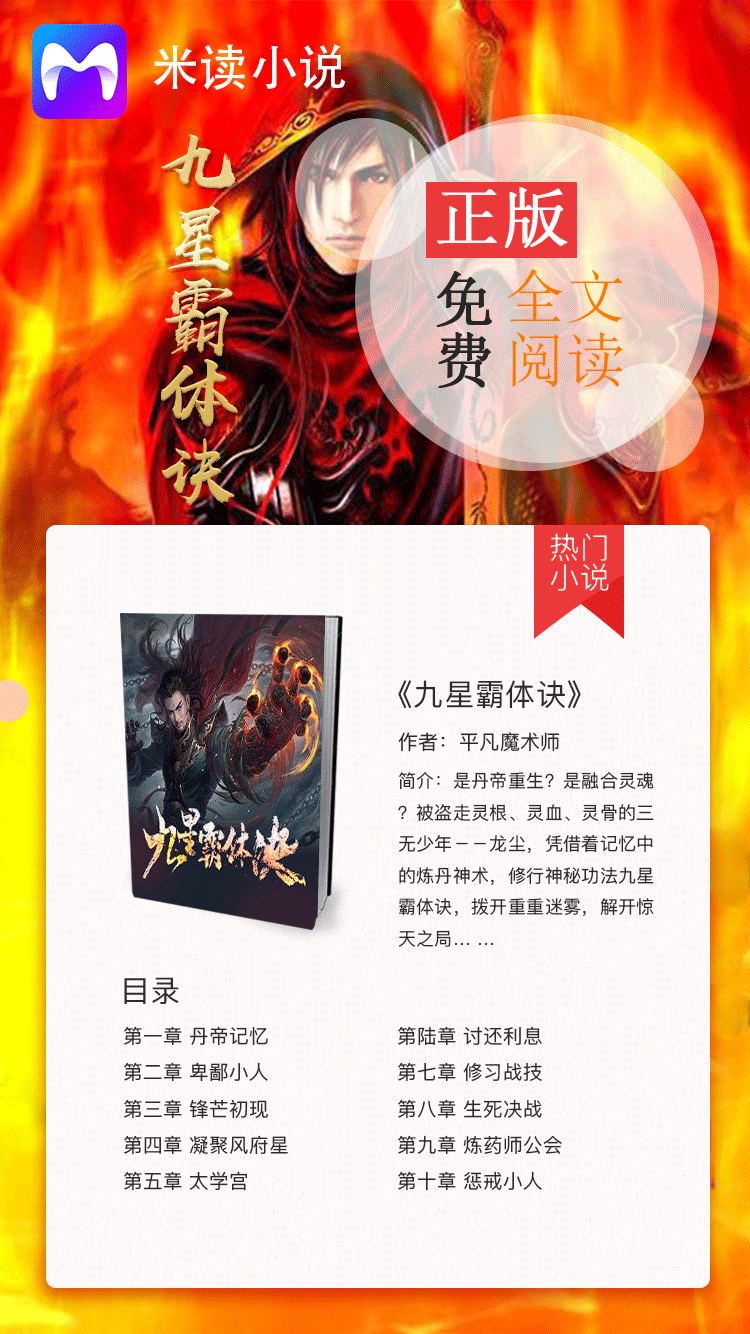 米读小说
九星霸体诀
正版
免费
全文
阅读
热门
小说
九星霸体诀
《九星霸体诀》
作者：平凡魔术师
简介：是丹帝重生？是融合灵魂
？被盗走灵根、灵血、灵骨的三
无少年－－龙尘，凭借着记忆中
的炼丹神术，修行神秘功法九星
霸体诀，拨开重重迷雾，解开惊
天之局... ...
目录
第一章 丹帝记忆
第二章 卑鄙小人
第三章 锋芒初现
第四章 凝聚风府星
第五章 太学宫
第陆章 讨还利息
第七章 修习战技
第八章 生死决战
第九章 炼药师公会
第十章 惩戒小人